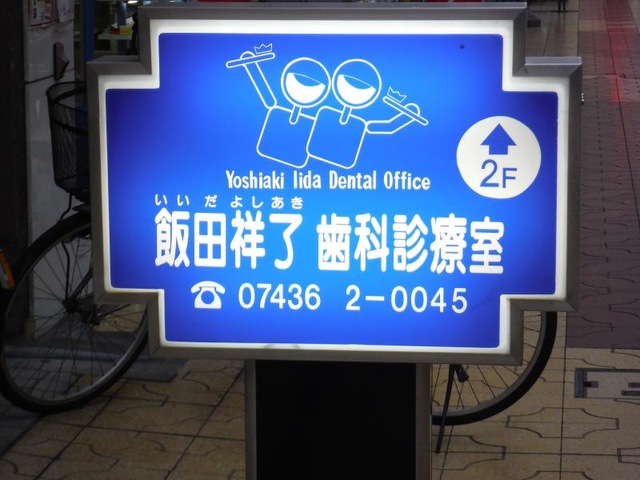 2F
Yoshiaki Iida Dental Office
いいだよしあき
飯田祥了 歯科診療室
☎ 07436 2-0045